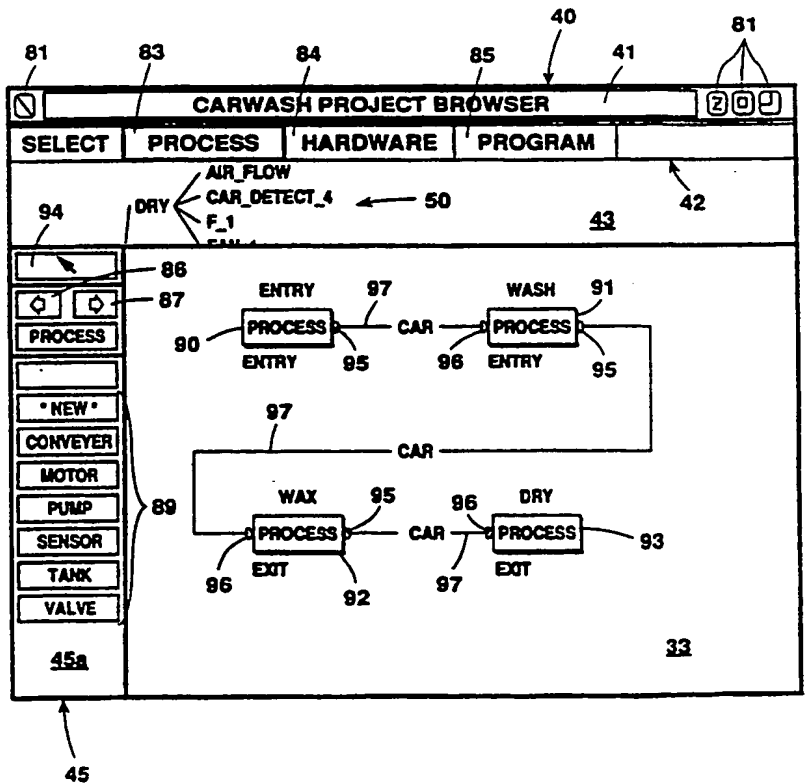 40
81 83 84 85 41 81
CARWASH PROJECT BROWSER
SELECT PROCESS HARDWARE PROGRAM
AIR_FLOW
DRY CAR_DETECT_4 50 43 42
F_1
94
86
87
PROCESS
*NEW*
CONVEYER
MOTOR
PUMP
SENSOR
TANK
VALVE
89
45a
45
ENTRY 97 WASH 91
90 PROCESS CAR PROCESS
ENTRY 95 96 ENTRY 95
97
CAR
WAX 95 96 DRY
PROCESS CAR PROCESS 93
96 EXIT 92 97 EXIT
33